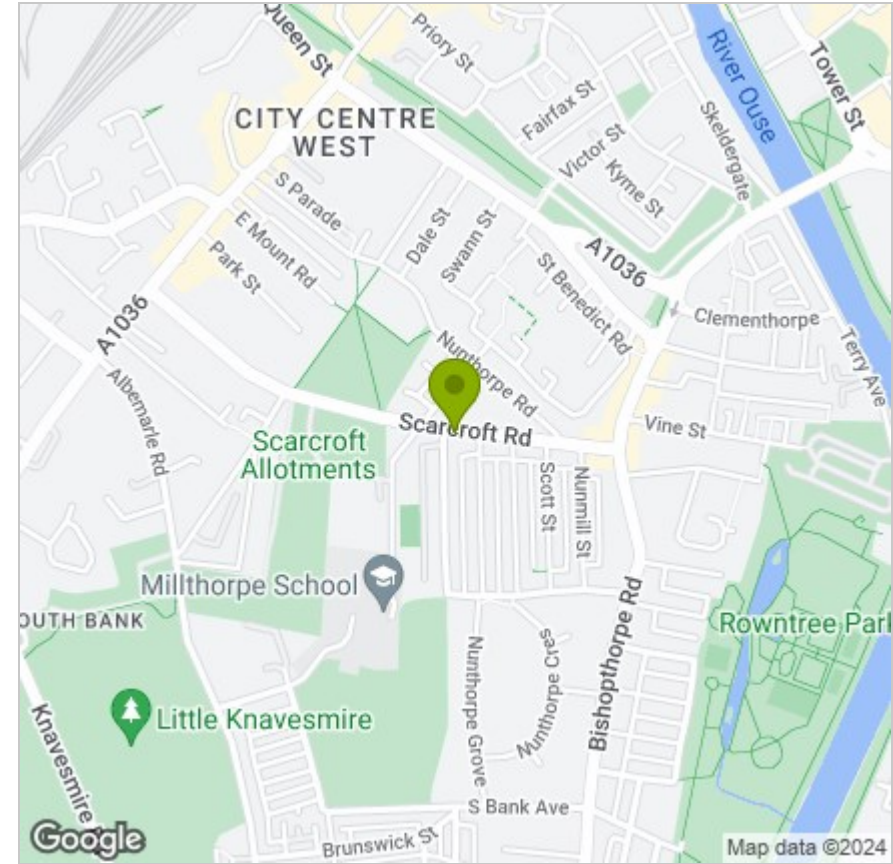 Queen St
Priory St
River Ouse
Tower St
CITY CENTRE
WEST
Fairfax St
Skeldergate
Victor St
Kyme St
S Parade
Dale St
Swann St
E Mount Rd
Park St
A1036
St Benedict Rd
A1036
Clementhorpe
Terry Ave
Nunthorpe Rd
Albemarle Rd
Scarcroft Rd
Vine St
Scarcroft
Allotments
Scott St
Nunmill St
Millthorpe School
OUTH BANK
Rowntree Park
Nunthorpe Grove
Nunthorpe Cres
Bishopthorpe Rd
Little Knavesmire
Knavesmire
S Bank Ave
Brunswick St
Google
Map data ©2024